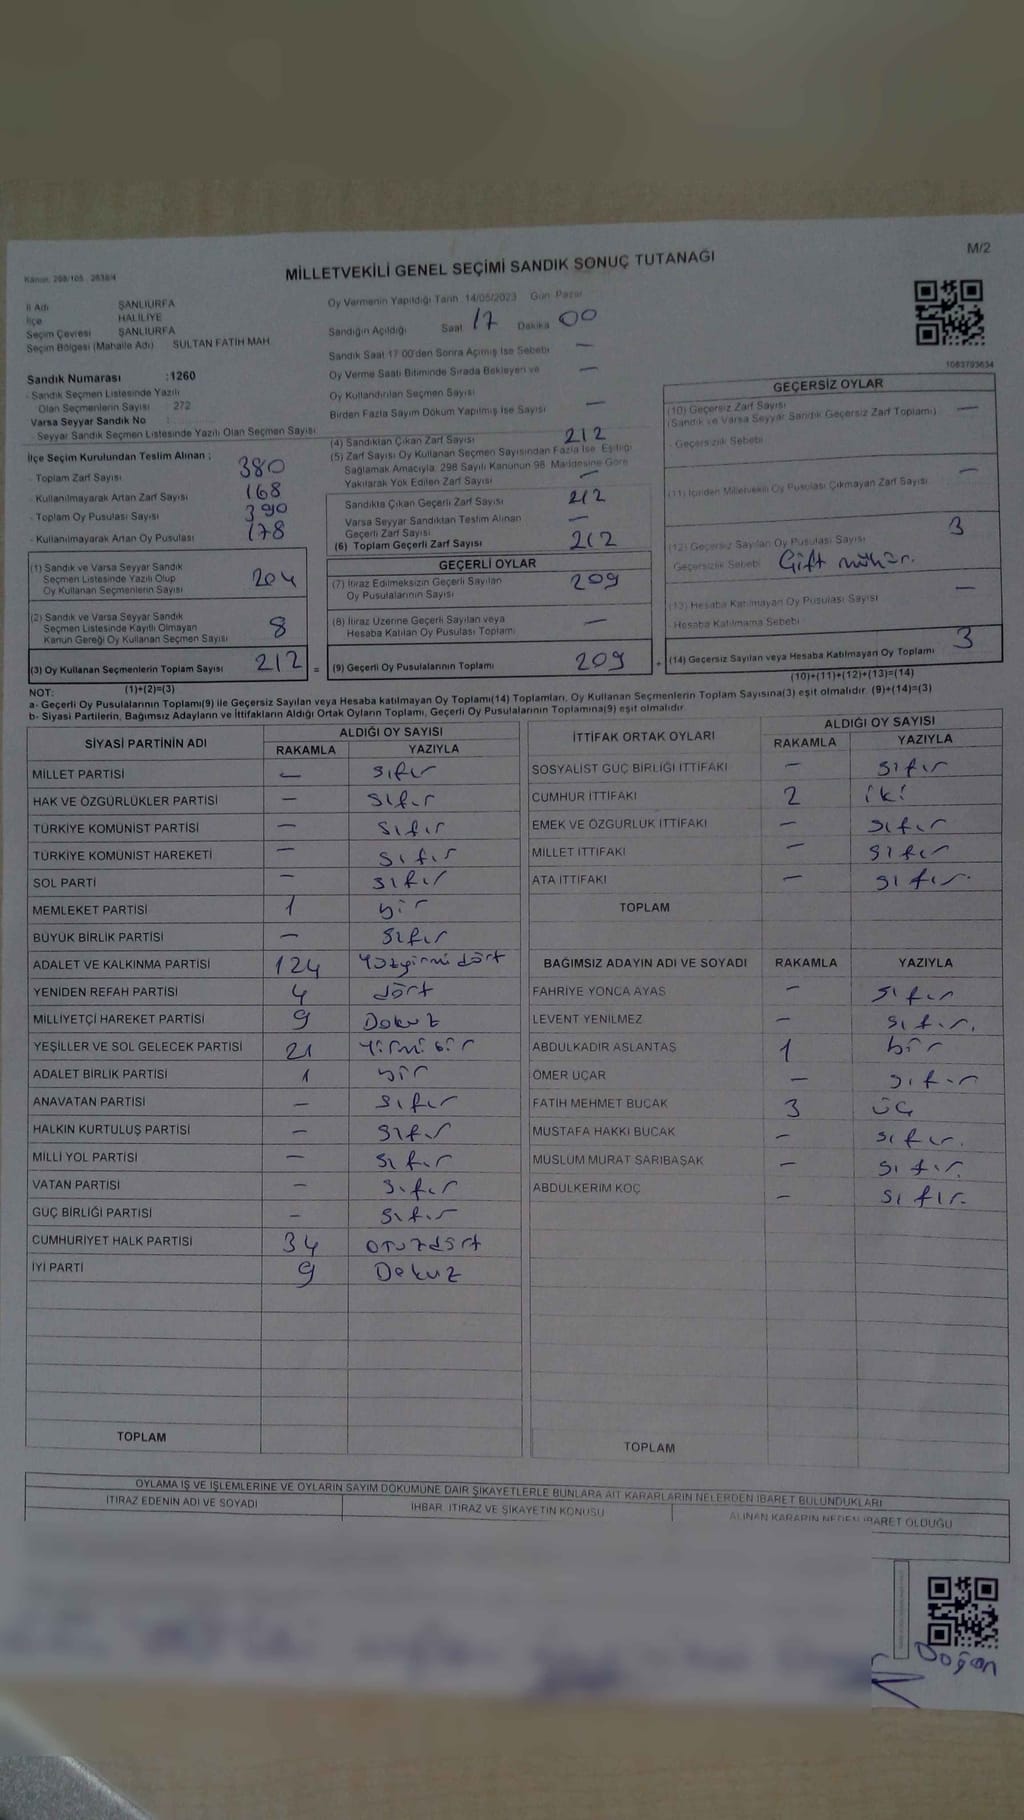 M/2
Kanun: 298/105 2839/4
MİLLETVEKİLİ GENEL SEÇİMİ SANDIK SONUÇ TUTANAĞI
1083793634
İl Adı ŞANLIURFA
İlçe HALİLİYE
Seçim Çevresi ŞANLIURFA
Seçim Bölgesi (Mahalle Adı) SULTAN FATİH MAH
Sandık Numarası :1260
- Sandık Seçmen Listesinde Yazılı
Olan Seçmenlerin Sayısı 272
Varsa Seyyar Sandık No :
- Seyyar Sandık Seçmen Listesinde Yazılı Olan Seçmen Sayısı
İlçe Seçim Kurulundan Teslim Alınan ;
- Toplam Zarf Sayısı 380
- Kullanılmayarak Artan Zarf Sayısı 168
- Toplam Oy Pusulası Sayısı 390
- Kullanılmayarak Artan Oy Pusulası 178
Oy Vermenin Yapıldığı Tarih 14/05/2023 Gün Pazar
Sandığın Açıldığı Saat 17 Dakika 00
Sandık Saat 17 00'den Sonra Açımış İse Sebebi —
Oy Verme Saati Bitiminde Sırada Bekleyen ve
Oy Kullandırılan Seçmen Sayısı —
Birden Fazla Sayım Döküm Yapılmış İse Sayısı —
(4) Sandıktan Çıkan Zarf Sayısı 212
(5) Zarf Sayısı Oy Kullanan Seçmen Sayısından Fazla İse Eşitliği
Sağlamak Amacıyla 298 Sayılı Kanunun 98 Maddesine Göre
Yakılarak Yok Edilen Zarf Sayısı —
Sandıkta Çıkan Geçerli Zarf Sayısı 212
Varsa Seyyar Sandıktan Teslim Alınan
Geçerli Zarf Sayısı —
(6) Toplam Geçerli Zarf Sayısı 212
GEÇERSİZ OYLAR
(10) Geçersiz Zarf Sayısı —
(Sandık ve Varsa Seyyar Sandık Geçersiz Zarf Toplamı)
- Geçersizlik Sebebi
(11) İçinden Milletvekili Oy Pusulası Çıkmayan Zarf Sayısı —
(12) Geçersiz Sayılan Oy Pusulası Sayısı 3
Geçersizlik Sebebi Çift mühür.
(13) Hesaba Katılmayan Oy Pusulası Sayısı —
- Hesaba Katılmama Sebebi
(14) Geçersiz Sayılan veya Hesaba Katılmayan Oy Toplamı 3
(10)+(11)+(12)+(13)=(14)
(1) Sandık ve Varsa Seyyar Sandık
Seçmen Listesinde Yazılı Olup
Oy Kullanan Seçmenlerin Sayısı 204
(2) Sandık ve Varsa Seyyar Sandık
Seçmen Listesinde Kayıtlı Olmayan
Kanun Gereği Oy Kullanan Seçmen Sayısı 8
(3) Oy Kullanan Seçmenlerin Toplam Sayısı 212 =
(1)+(2)=(3)
GEÇERLİ OYLAR
(7) İtiraz Edilmeksizin Geçerli Sayılan
Oy Pusulalarının Sayısı 209
(8) İtiraz Üzerine Geçerli Sayılan veya
Hesaba Katılan Oy Pusulası Toplamı —
(9) Geçerli Oy Pusulalarının Toplamı 209 +
NOT:
a- Geçerli Oy Pusulalarının Toplamı(9) ile Geçersiz Sayılan veya Hesaba katılmayan Oy Toplamı(14) Toplamları, Oy Kullanan Seçmenlerin Toplam Sayısına(3) eşit olmalıdır. (9)+(14)=(3)
b- Siyasi Partilerin, Bağımsız Adayların ve İttifakların Aldığı Ortak Oyların Toplamı, Geçerli Oy Pusulalarının Toplamına(9) eşit olmalıdır
SİYASİ PARTİNİN ADI ALDIĞI OY SAYISI
RAKAMLA YAZIYLA
MİLLET PARTİSİ — sıfır
HAK VE ÖZGÜRLÜKLER PARTİSİ — sıfır
TÜRKİYE KOMÜNİST PARTİSİ — sıfır
TÜRKİYE KOMÜNİST HAREKETİ — sıfır
SOL PARTİ — sıfır
MEMLEKET PARTİSİ 1 bir
BÜYÜK BİRLİK PARTİSİ — sıfır
ADALET VE KALKINMA PARTİSİ 124 Yüzyirmi dört
YENİDEN REFAH PARTİSİ 4 dört
MİLLİYETÇİ HAREKET PARTİSİ 9 Dokuz
YEŞİLLER VE SOL GELECEK PARTİSİ 21 Yirmi bir
ADALET BİRLİK PARTİSİ 1 bir
ANAVATAN PARTİSİ — sıfır
HALKIN KURTULUŞ PARTİSİ — sıfır
MİLLİ YOL PARTİSİ — sıfır
VATAN PARTİSİ — sıfır
GÜÇ BİRLİĞİ PARTİSİ — sıfır
CUMHURİYET HALK PARTİSİ 34 otuzdört
İYİ PARTİ 9 Dokuz
TOPLAM
İTTİFAK ORTAK OYLARI ALDIĞI OY SAYISI
RAKAMLA YAZIYLA
SOSYALİST GÜÇ BİRLİĞİ İTTİFAKI — sıfır
CUMHUR İTTİFAKI 2 iki
EMEK VE ÖZGÜRLÜK İTTİFAKI — sıfır
MİLLET İTTİFAKI — sıfır
ATA İTTİFAKI — sıfır.
TOPLAM
BAĞIMSIZ ADAYIN ADI VE SOYADI RAKAMLA YAZIYLA
FAHRİYE YONCA AYAS — sıfır
LEVENT YENİLMEZ — sıfır.
ABDULKADİR ASLANTAŞ 1 bir
ÖMER UÇAR — sıfır
FATİH MEHMET BUCAK 3 üç
MUSTAFA HAKKI BUCAK — sıfır.
MÜSLÜM MURAT SARIBAŞAK — sıfır.
ABDULKERİM KOÇ — sıfır.
TOPLAM
OYLAMA İŞ VE İŞLEMLERİNE VE OYLARIN SAYIM DÖKÜMÜNE DAİR ŞİKAYETLERLE BUNLARA AİT KARARLARIN NELERDEN İBARET BULUNDUKLARI
İTİRAZ EDENİN ADI VE SOYADI İHBAR İTİRAZ VE ŞİKAYETİN KONUSU ALINAN KARARIN NEDEN İBARET OLDUĞU
Doğan